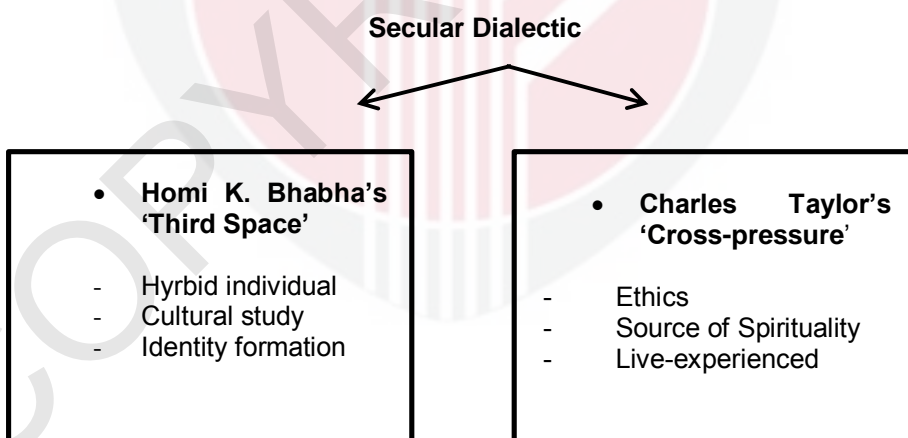 Secular Dialectic
• Homi K. Bhabha's
'Third Space'
- Hyrbid individual
- Cultural study
- Identity formation
• Charles Taylor's
'Cross-pressure'
- Ethics
- Source of Spirituality
- Live-experienced